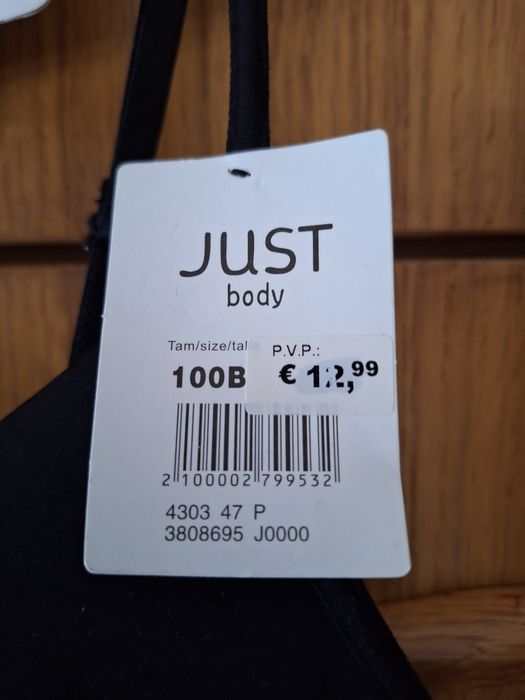 JUST
body
Tam/size/tal
P.V.P.:
100B
€ 12,99
2 100002 799532
4303 47 P
3808695 J0000